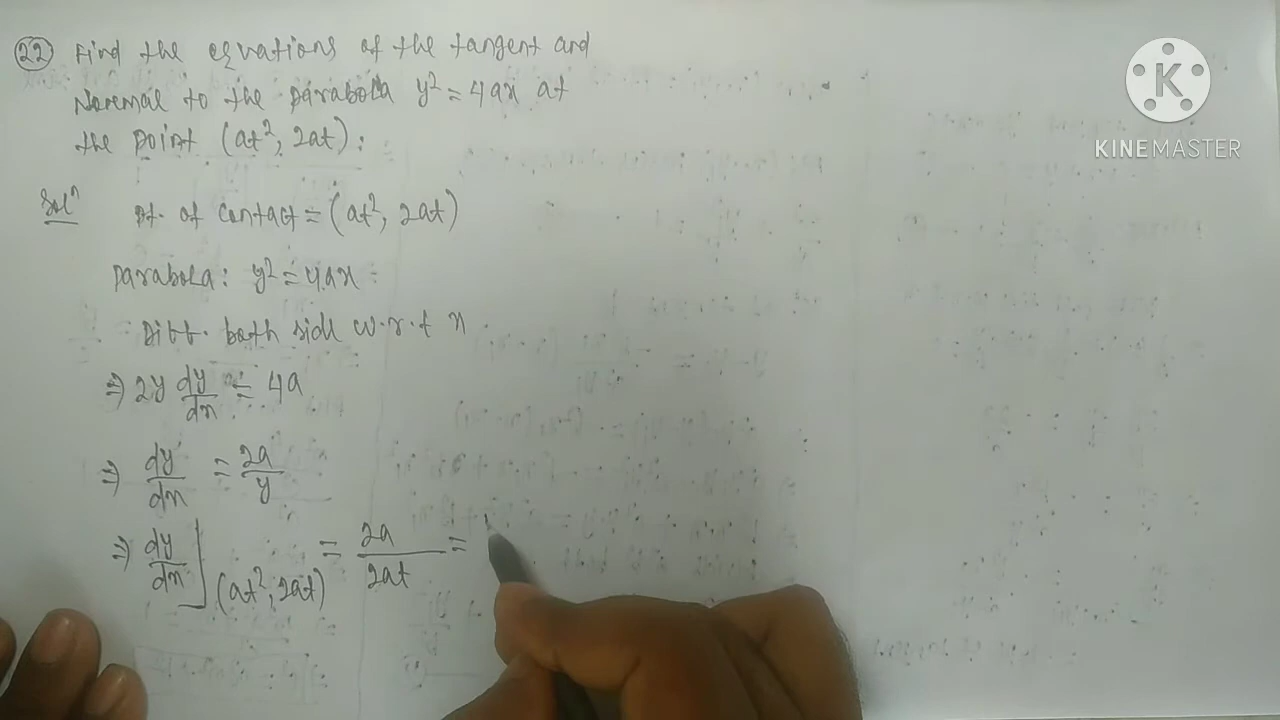 22 Find the equations of the tangent and
Normal to the parabola y² = 4ax at
the point (at², 2at).
Solⁿ Pt. of contact = (at², 2at)
Parabola: y² = 4ax
Diff. both side w.r.t x
⇒ 2y dy/dx = 4a
⇒ dy/dx = 2a/y
⇒ dy/dx](at², 2at) = 2a/2at =
K
KINEMASTER